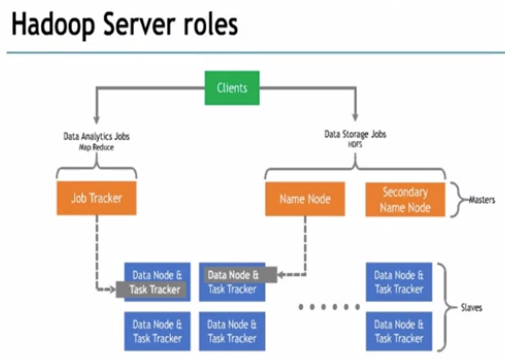 Hadoop Server roles
Clients
Data Analytics Jobs
Map Reduce
Data Storage Jobs
HDFS
Job Tracker
Name Node
Secondary
Name Node
Masters
Data Node &
Task Tracker
Data Node &
Task Tracker
Data Node &
Task Tracker
Data Node &
Task Tracker
Data Node &
Task Tracker
Data Node &
Task Tracker
Slaves